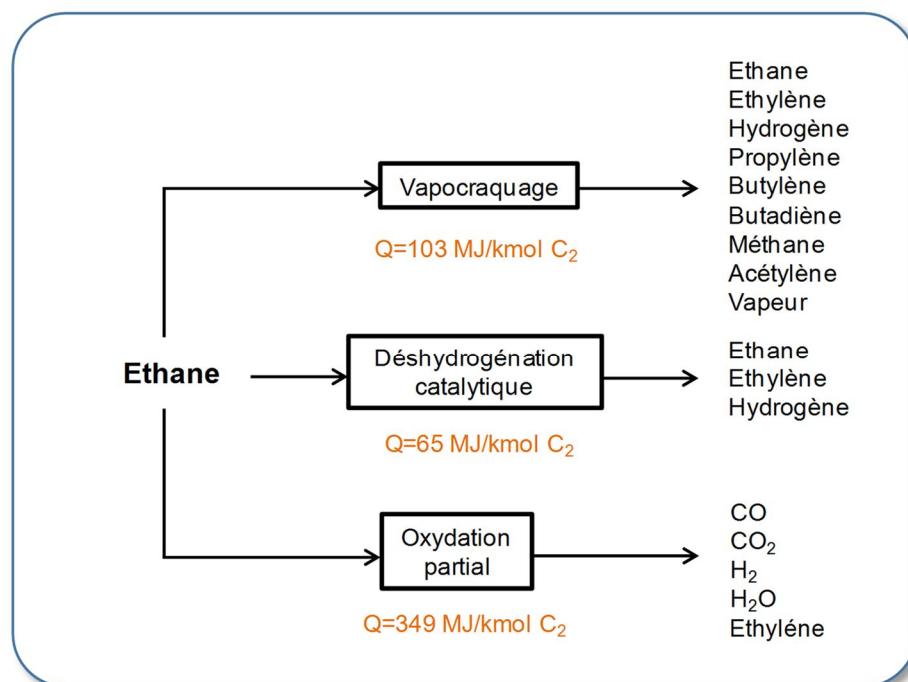 Ethane
Ethylène
Hydrogène
Propylène
Butylène
Butadiène
Méthane
Acétylène
Vapeur
Vapocraquage
Q=103 MJ/kmol C₂
Ethane
Déshydrogénation
catalytique
Q=65 MJ/kmol C₂
Ethane
Ethylène
Hydrogène
Oxydation
partial
Q=349 MJ/kmol C₂
CO
CO₂
H₂
H₂O
Ethyléne